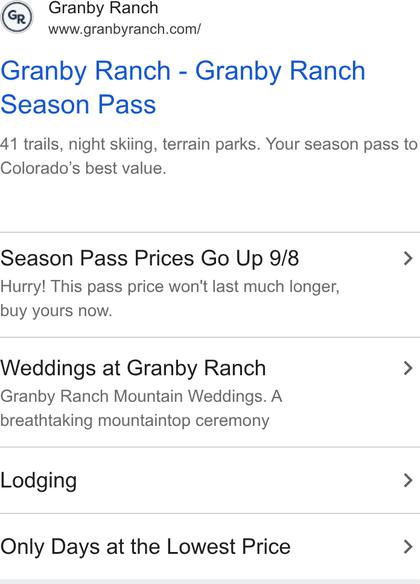 GR
Granby Ranch
www.granbyranch.com/
Granby Ranch - Granby Ranch
Season Pass
41 trails, night skiing, terrain parks. Your season pass to
Colorado’s best value.
Season Pass Prices Go Up 9/8
Hurry! This pass price won't last much longer,
buy yours now.
Weddings at Granby Ranch
Granby Ranch Mountain Weddings. A
breathtaking mountaintop ceremony
Lodging
Only Days at the Lowest Price